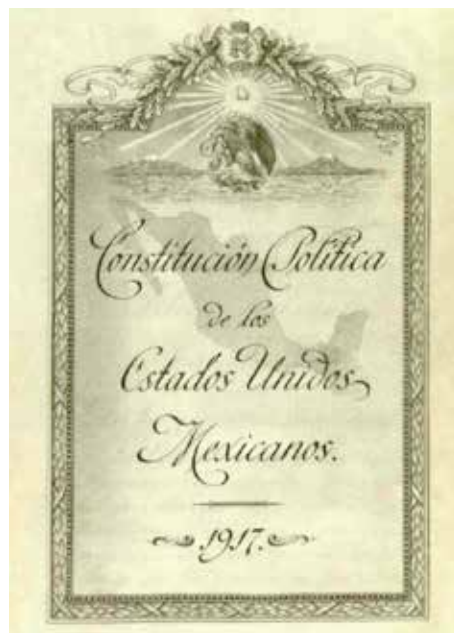 Constitución Política
de los
Estados Unidos
Mexicanos.
1917.